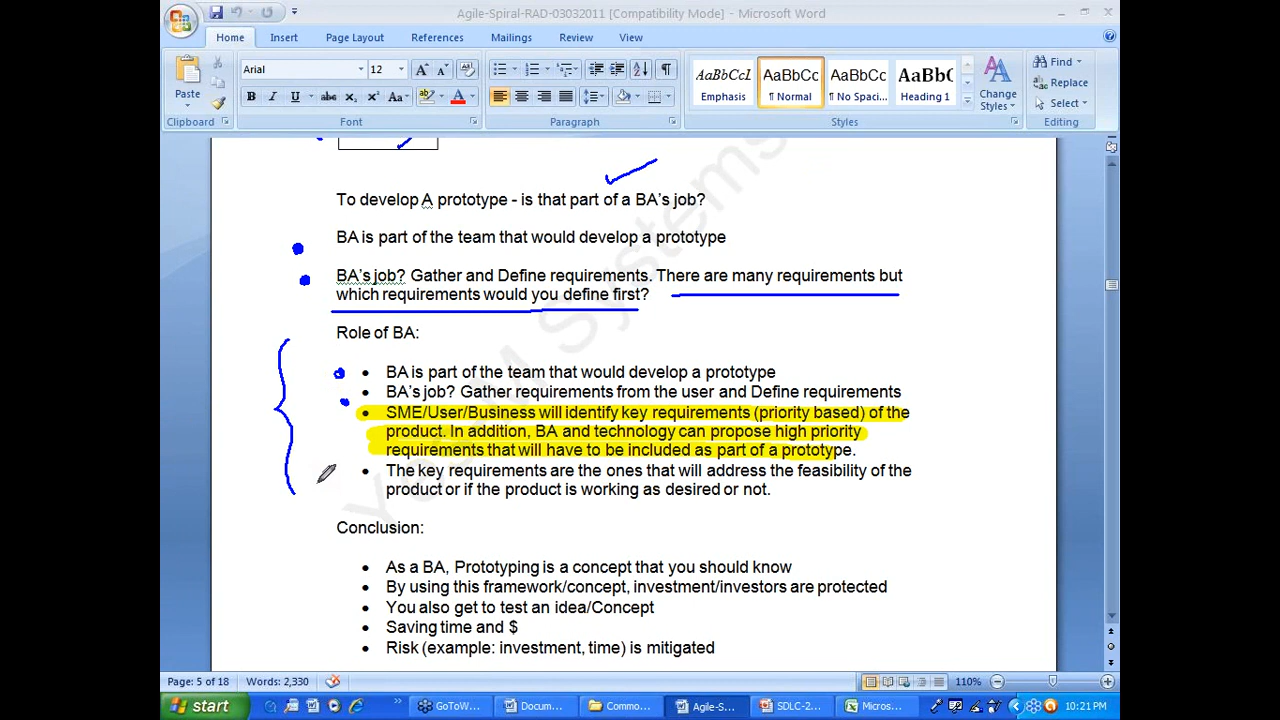 Agile-Spiral-RAD-03032011 [Compatibility Mode] - Microsoft Word
Home Insert Page Layout References Mailings Review View
Arial 12
Paste
Clipboard Font Paragraph Styles Editing
AaBbCcL AaBbCc AaBbCc AaBbC
Emphasis ¶ Normal ¶ No Spaci... Heading 1
Change Styles
Find
Replace
Select
To develop A prototype - is that part of a BA's job?
BA is part of the team that would develop a prototype
BA's job? Gather and Define requirements. There are many requirements but
which requirements would you define first?
Role of BA:
• BA is part of the team that would develop a prototype
• BA's job? Gather requirements from the user and Define requirements
• SME/User/Business will identify key requirements (priority based) of the
product. In addition, BA and technology can propose high priority
requirements that will have to be included as part of a prototype.
• The key requirements are the ones that will address the feasibility of the
product or if the product is working as desired or not.
Conclusion:
• As a BA, Prototyping is a concept that you should know
• By using this framework/concept, investment/investors are protected
• You also get to test an idea/Concept
• Saving time and $
• Risk (example: investment, time) is mitigated
Page: 5 of 18 Words: 2,330 110%
start GoToW... Docum... Commo... Agile-S... SDLC-2... Micros... 10:21 PM